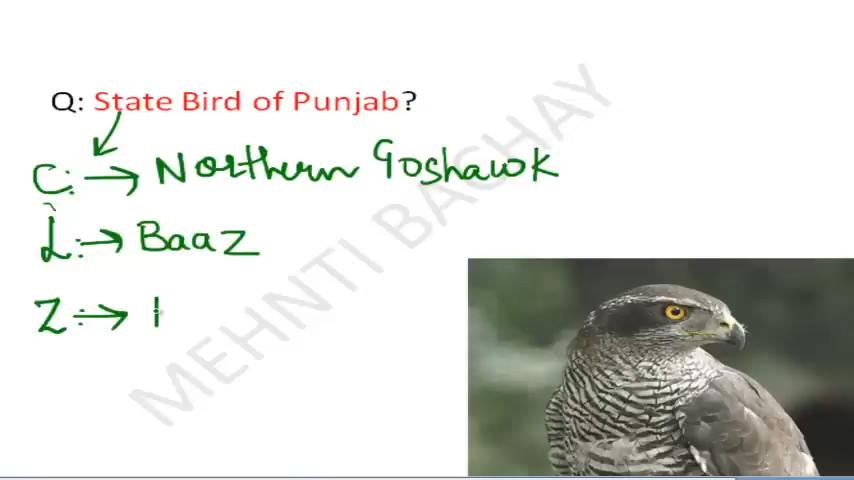 Q: State Bird of Punjab?
C: → Northern Goshawk
L: → Baaz
Z: →
MEHNTI BACHAY